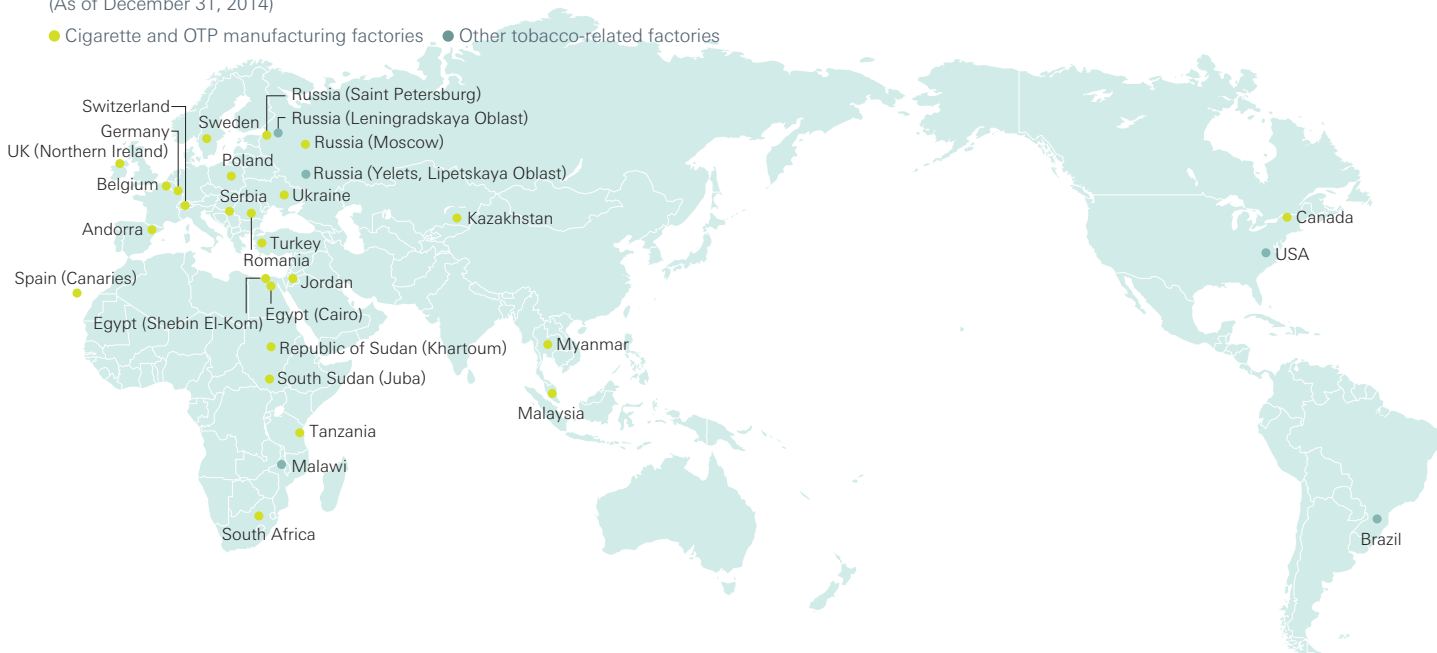 (As of December 31, 2014)
Cigarette and OTP manufacturing factories Other tobacco-related factories
Switzerland
Germany
UK (Northern Ireland)
Belgium
Andorra
Spain (Canaries)
Sweden
Poland
Serbia
Russia (Saint Petersburg)
Russia (Leningradskaya Oblast)
Russia (Moscow)
Russia (Yelets, Lipetskaya Oblast)
Ukraine
Kazakhstan
Turkey
Romania
Jordan
Egypt (Shebin El-Kom)
Egypt (Cairo)
Republic of Sudan (Khartoum)
South Sudan (Juba)
Tanzania
Malawi
South Africa
Myanmar
Malaysia
Canada
USA
Brazil